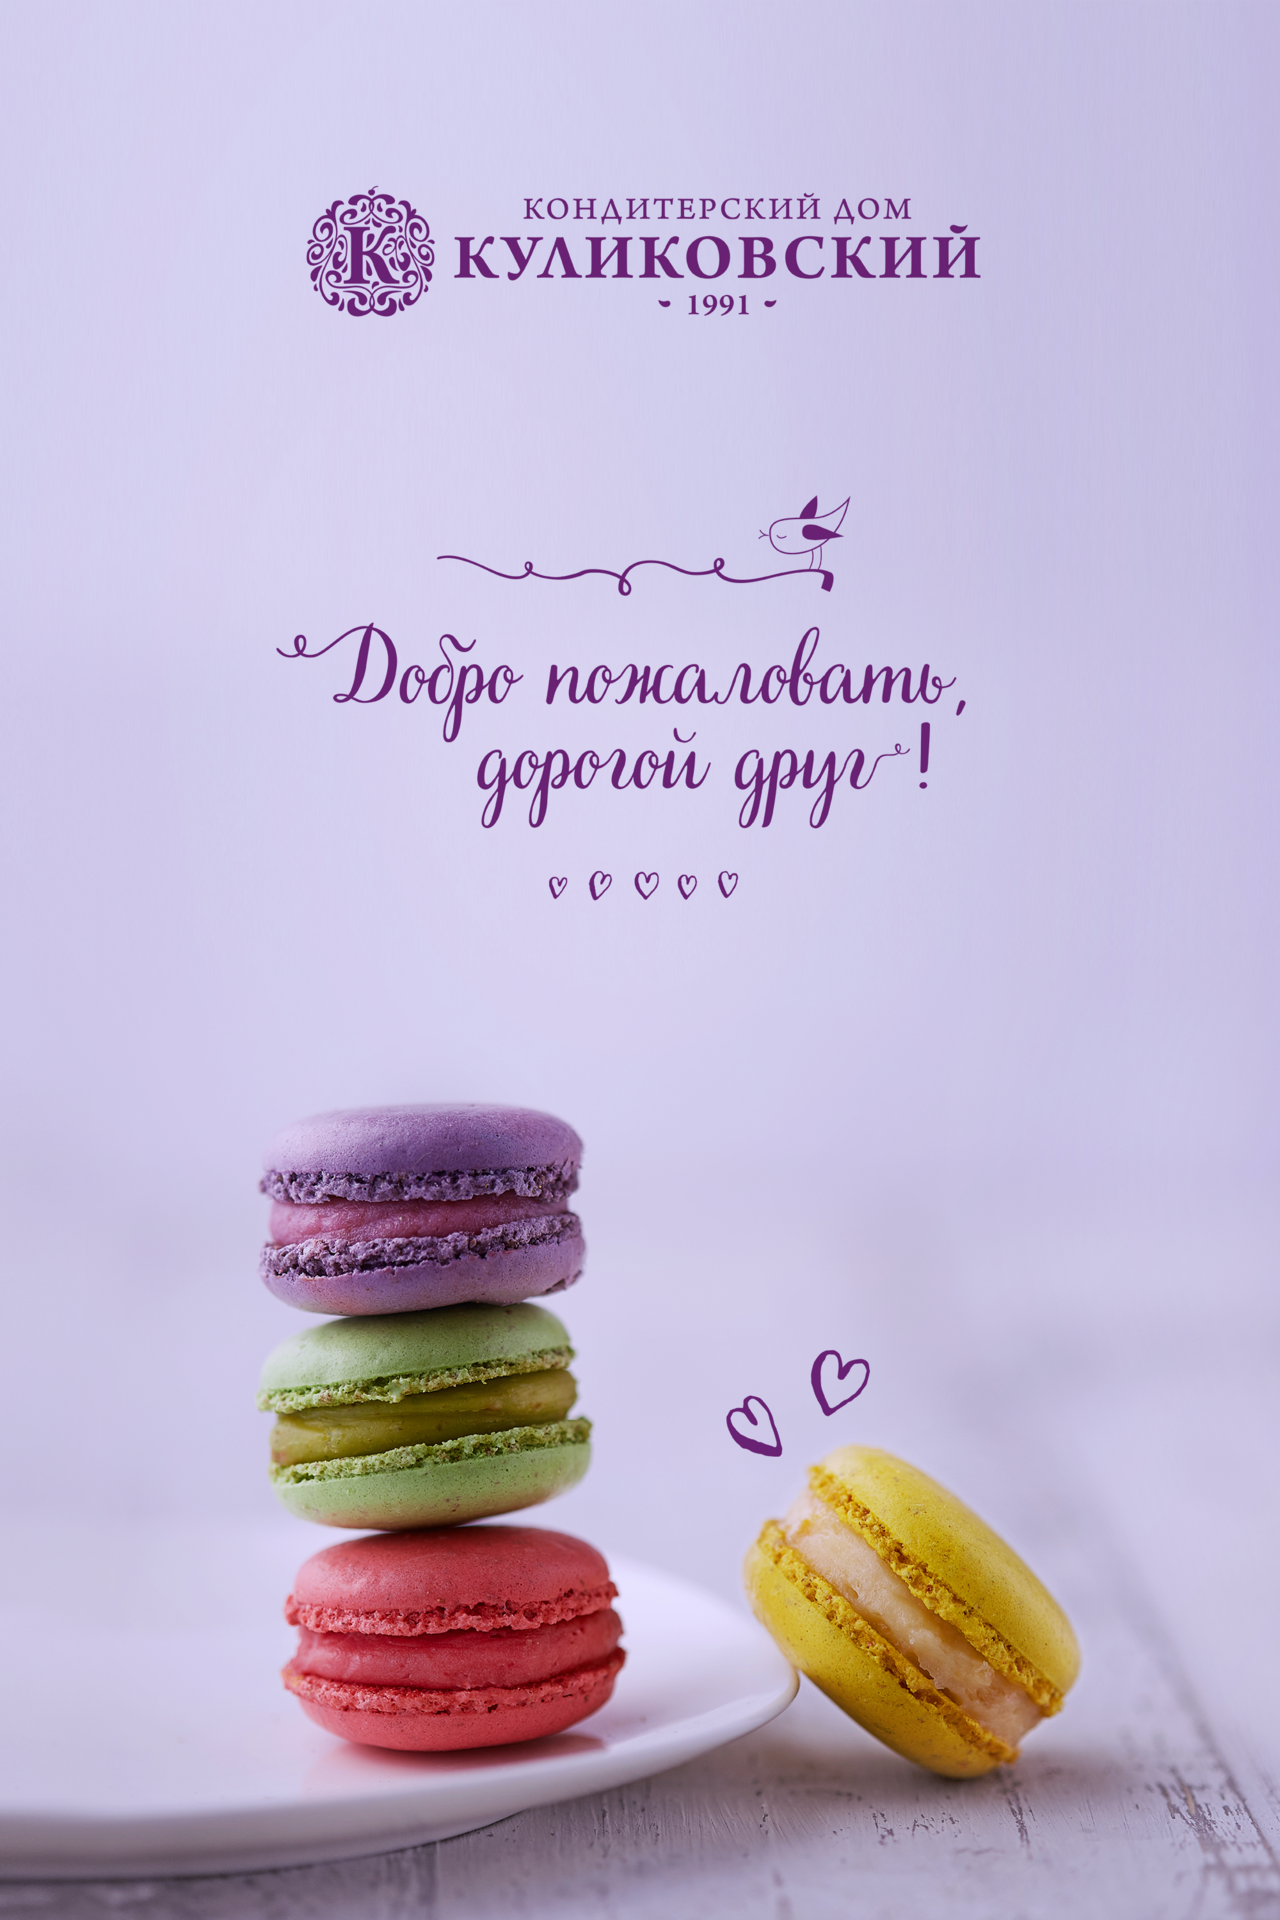 К
КОНДИТЕРСКИЙ ДОМ
КУЛИКОВСКИЙ
1991
Добро пожаловать,
дорогой друг!